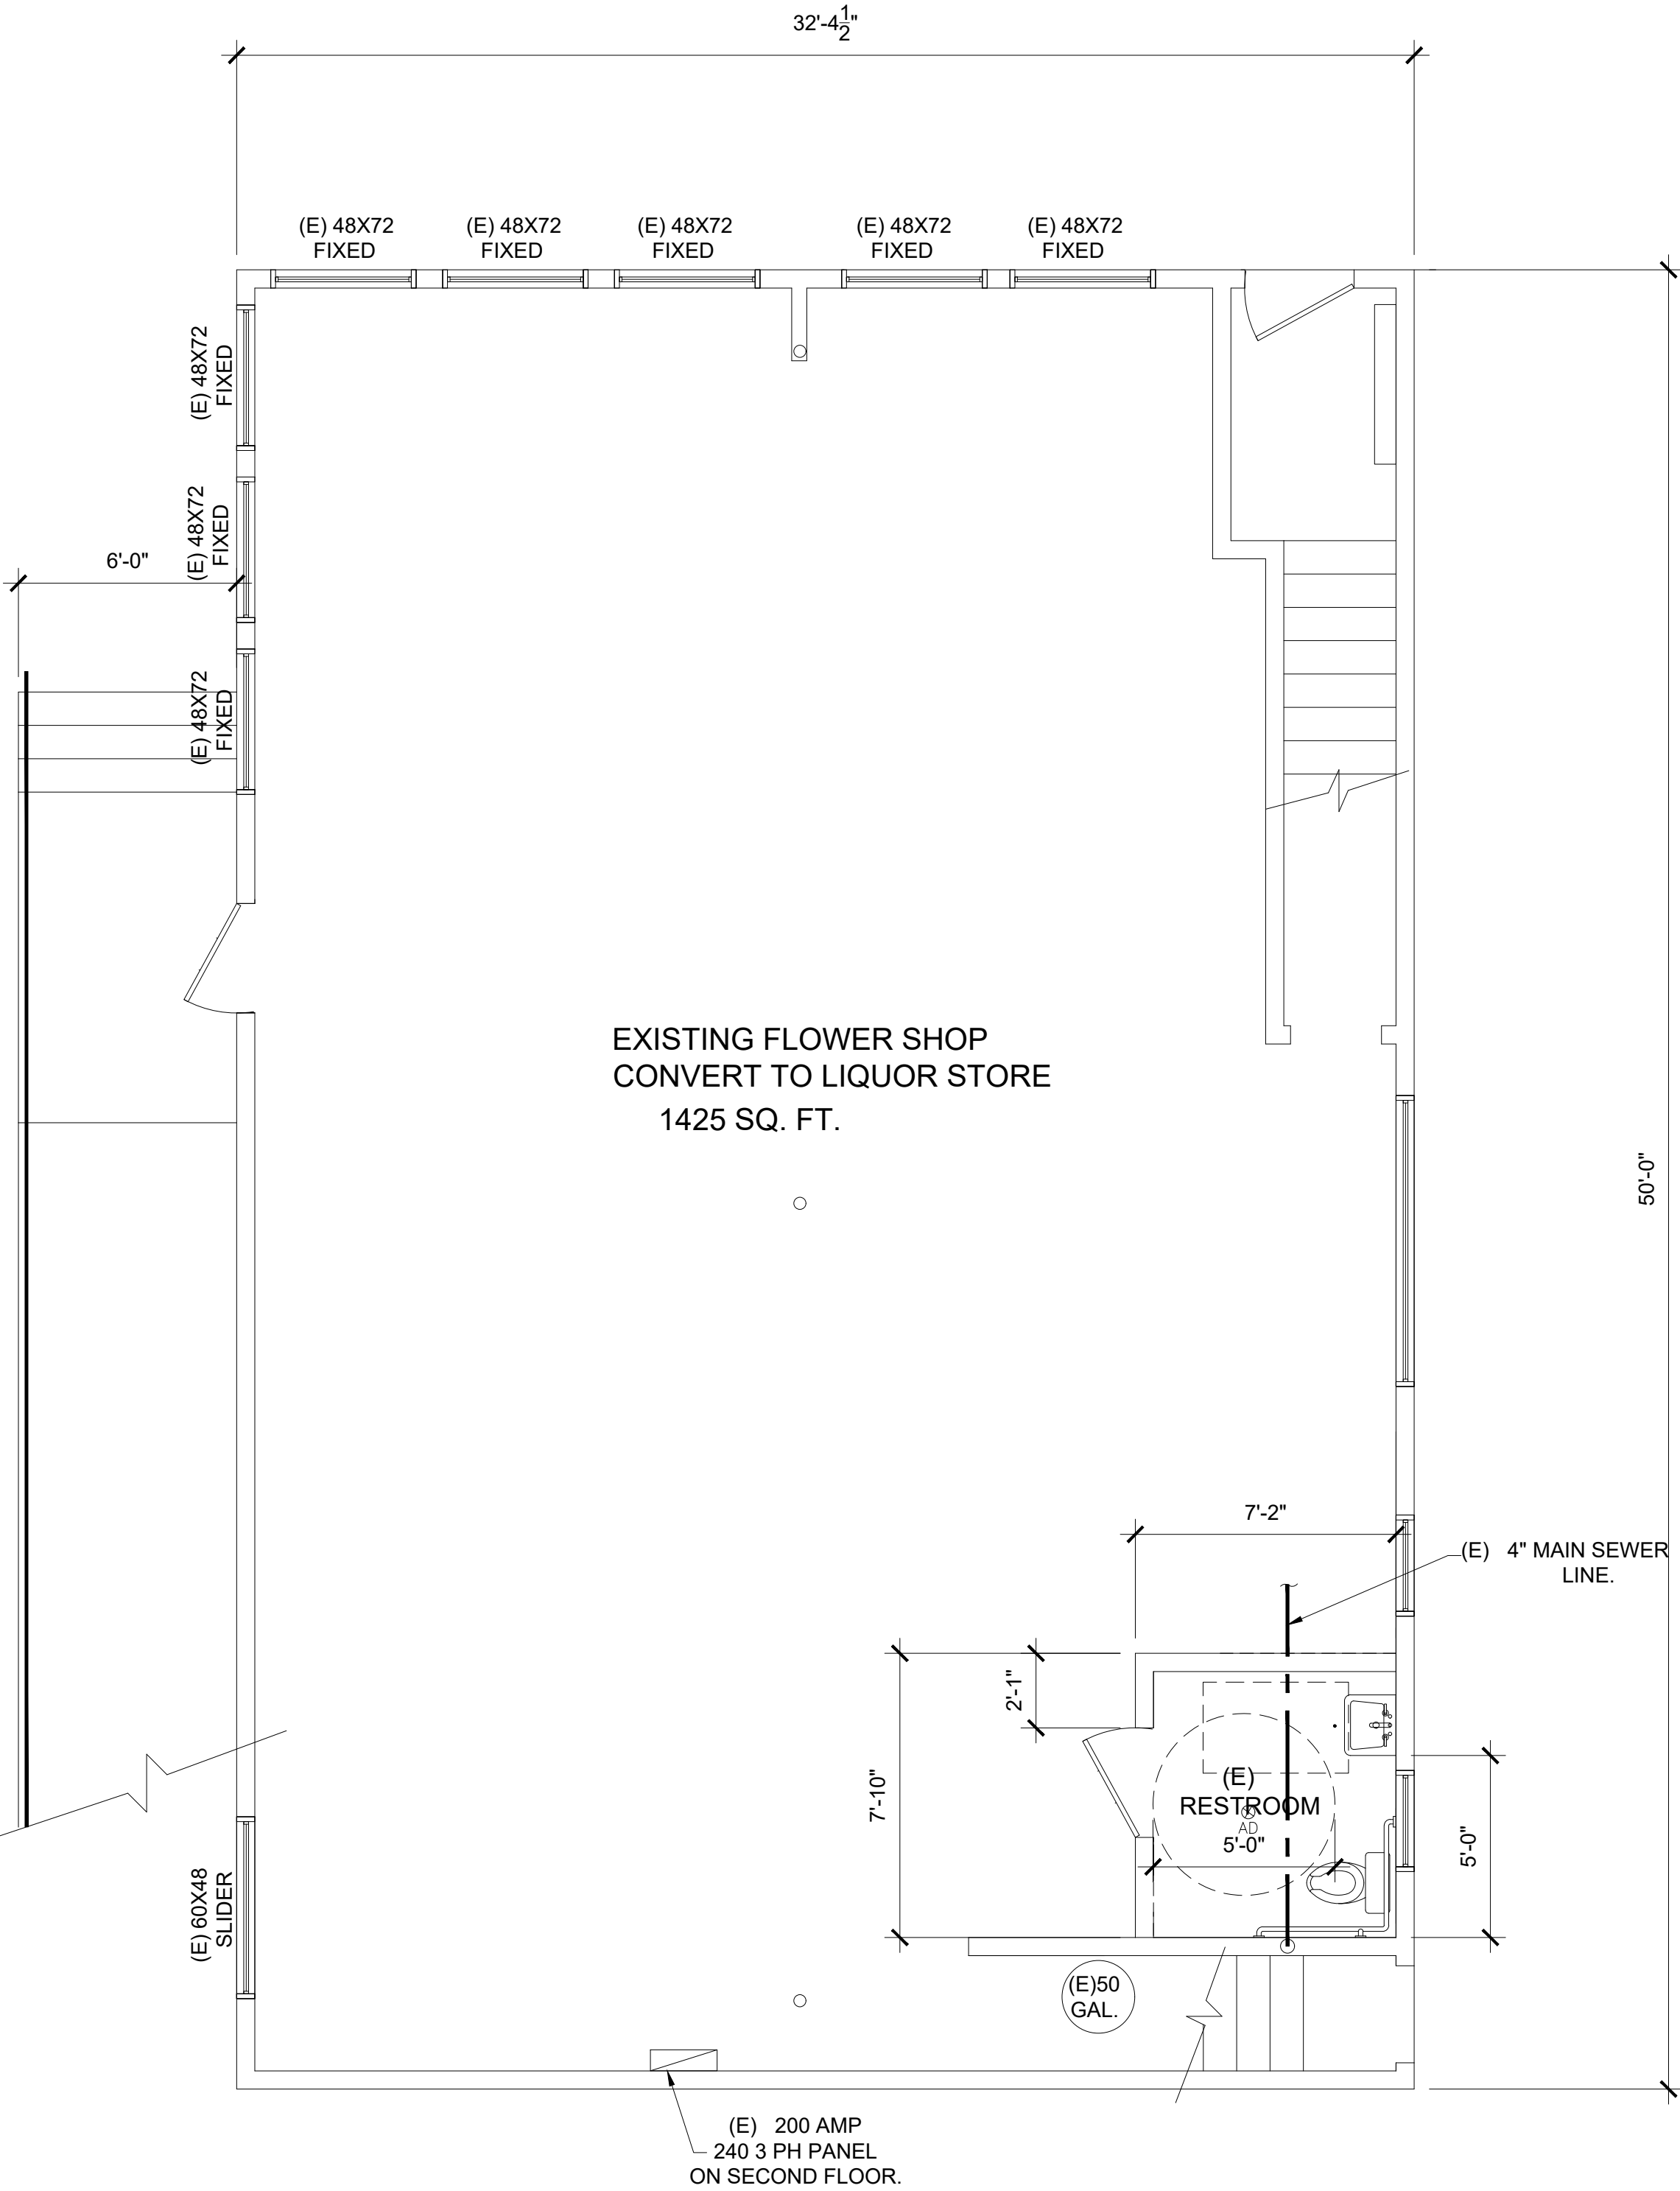 32'-4 1/2"
(E) 48X72
FIXED
(E) 48X72
FIXED
(E) 48X72
FIXED
(E) 48X72
FIXED
(E) 48X72
FIXED
(E) 48X72
FIXED
(E) 48X72
FIXED
6'-0"
(E) 48X72
FIXED
EXISTING FLOWER SHOP
CONVERT TO LIQUOR STORE
1425 SQ. FT.
50'-0"
7'-2"
(E) 4" MAIN SEWER
LINE.
2'-1"
7'-10"
(E)
RESTROOM
AD
5'-0"
5'-0"
(E) 60X48
SLIDER
(E)50
GAL.
(E) 200 AMP
240 3 PH PANEL
ON SECOND FLOOR.